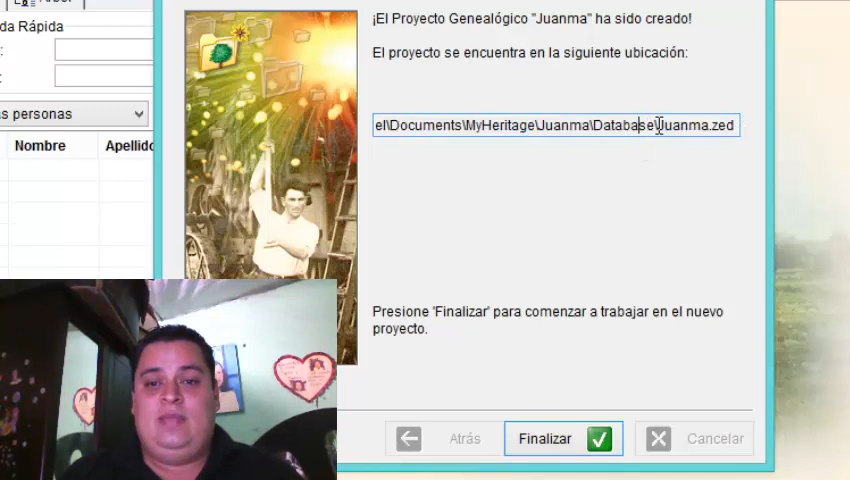 da Rápida
s personas
Nombre Apellido
¡El Proyecto Genealógico "Juanma" ha sido creado!
El proyecto se encuentra en la siguiente ubicación:
el\Documents\MyHeritage\Juanma\Database\Juanma.zed
Presione 'Finalizar' para comenzar a trabajar en el nuevo
proyecto.
Atrás Finalizar Cancelar